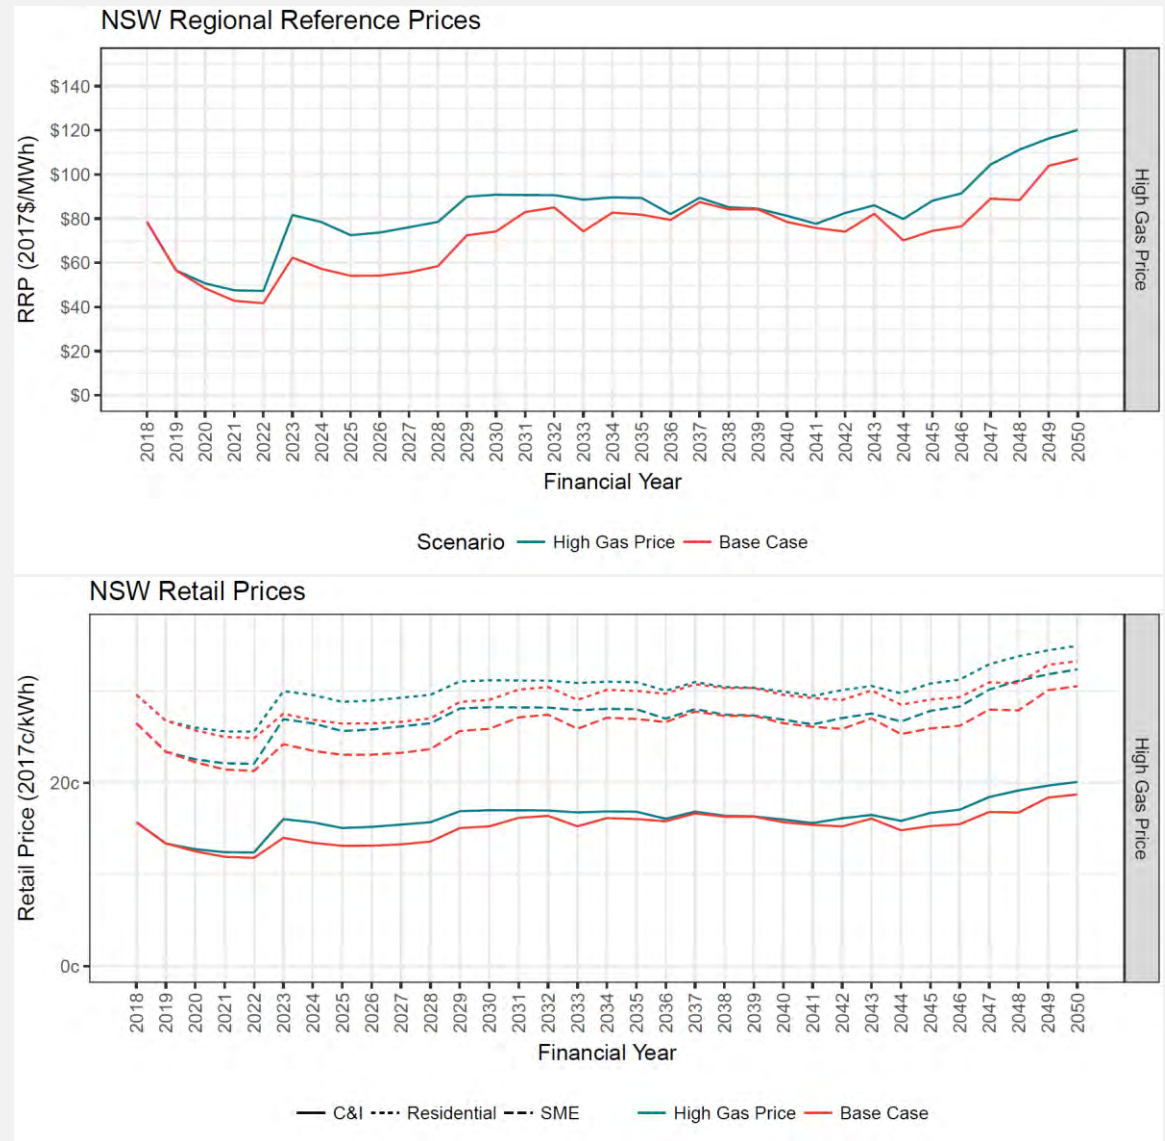 NSW Regional Reference Prices
RRP (2017$/MWh)
$140
$120
$100
$80
$60
$40
$20
$0
High Gas Price
2018 2019 2020 2021 2022 2023 2024 2025 2026 2027 2028 2029 2030 2031 2032 2033 2034 2035 2036 2037 2038 2039 2040 2041 2042 2043 2044 2045 2046 2047 2048 2049 2050
Financial Year
Scenario High Gas Price Base Case
NSW Retail Prices
Retail Price (2017c/kWh)
20c
0c
High Gas Price
2018 2019 2020 2021 2022 2023 2024 2025 2026 2027 2028 2029 2030 2031 2032 2033 2034 2035 2036 2037 2038 2039 2040 2041 2042 2043 2044 2045 2046 2047 2048 2049 2050
Financial Year
C&I Residential SME High Gas Price Base Case